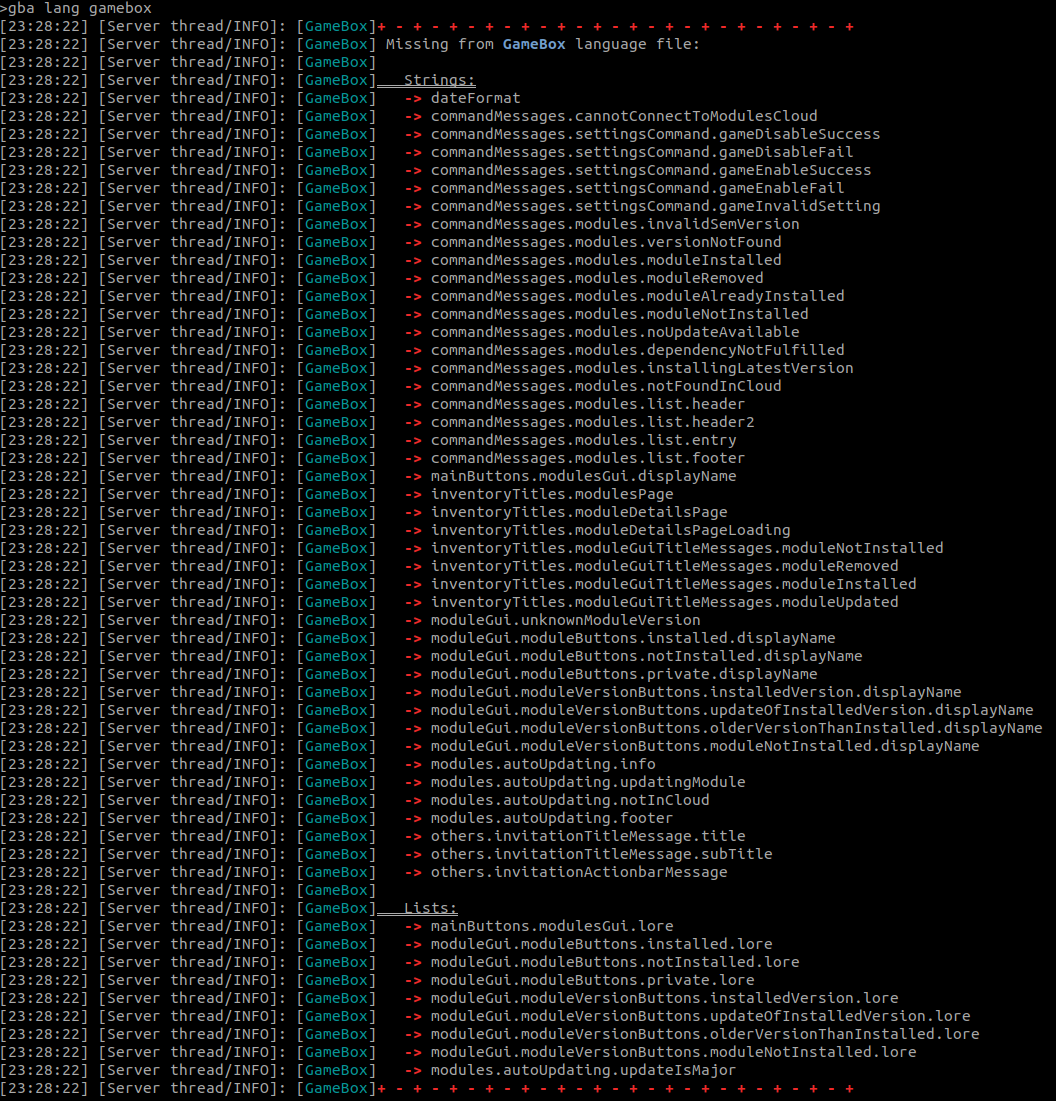 >gba lang gamebox
[23:28:22] [Server thread/INFO]: [GameBox]+ - + - + - + - + - + - + - + - + - + - + - + - + - +
[23:28:22] [Server thread/INFO]: [GameBox] Missing from GameBox language file:
[23:28:22] [Server thread/INFO]: [GameBox]
[23:28:22] [Server thread/INFO]: [GameBox]   Strings:
[23:28:22] [Server thread/INFO]: [GameBox]   -> dateFormat
[23:28:22] [Server thread/INFO]: [GameBox]   -> commandMessages.cannotConnectToModulesCloud
[23:28:22] [Server thread/INFO]: [GameBox]   -> commandMessages.settingsCommand.gameDisableSuccess
[23:28:22] [Server thread/INFO]: [GameBox]   -> commandMessages.settingsCommand.gameDisableFail
[23:28:22] [Server thread/INFO]: [GameBox]   -> commandMessages.settingsCommand.gameEnableSuccess
[23:28:22] [Server thread/INFO]: [GameBox]   -> commandMessages.settingsCommand.gameEnableFail
[23:28:22] [Server thread/INFO]: [GameBox]   -> commandMessages.settingsCommand.gameInvalidSetting
[23:28:22] [Server thread/INFO]: [GameBox]   -> commandMessages.modules.invalidSemVersion
[23:28:22] [Server thread/INFO]: [GameBox]   -> commandMessages.modules.versionNotFound
[23:28:22] [Server thread/INFO]: [GameBox]   -> commandMessages.modules.moduleInstalled
[23:28:22] [Server thread/INFO]: [GameBox]   -> commandMessages.modules.moduleRemoved
[23:28:22] [Server thread/INFO]: [GameBox]   -> commandMessages.modules.moduleAlreadyInstalled
[23:28:22] [Server thread/INFO]: [GameBox]   -> commandMessages.modules.moduleNotInstalled
[23:28:22] [Server thread/INFO]: [GameBox]   -> commandMessages.modules.noUpdateAvailable
[23:28:22] [Server thread/INFO]: [GameBox]   -> commandMessages.modules.dependencyNotFulfilled
[23:28:22] [Server thread/INFO]: [GameBox]   -> commandMessages.modules.installingLatestVersion
[23:28:22] [Server thread/INFO]: [GameBox]   -> commandMessages.modules.notFoundInCloud
[23:28:22] [Server thread/INFO]: [GameBox]   -> commandMessages.modules.list.header
[23:28:22] [Server thread/INFO]: [GameBox]   -> commandMessages.modules.list.header2
[23:28:22] [Server thread/INFO]: [GameBox]   -> commandMessages.modules.list.entry
[23:28:22] [Server thread/INFO]: [GameBox]   -> commandMessages.modules.list.footer
[23:28:22] [Server thread/INFO]: [GameBox]   -> mainButtons.modulesGui.displayName
[23:28:22] [Server thread/INFO]: [GameBox]   -> inventoryTitles.modulesPage
[23:28:22] [Server thread/INFO]: [GameBox]   -> inventoryTitles.moduleDetailsPage
[23:28:22] [Server thread/INFO]: [GameBox]   -> inventoryTitles.moduleDetailsPageLoading
[23:28:22] [Server thread/INFO]: [GameBox]   -> inventoryTitles.moduleGuiTitleMessages.moduleNotInstalled
[23:28:22] [Server thread/INFO]: [GameBox]   -> inventoryTitles.moduleGuiTitleMessages.moduleRemoved
[23:28:22] [Server thread/INFO]: [GameBox]   -> inventoryTitles.moduleGuiTitleMessages.moduleInstalled
[23:28:22] [Server thread/INFO]: [GameBox]   -> inventoryTitles.moduleGuiTitleMessages.moduleUpdated
[23:28:22] [Server thread/INFO]: [GameBox]   -> moduleGui.unknownModuleVersion
[23:28:22] [Server thread/INFO]: [GameBox]   -> moduleGui.moduleButtons.installed.displayName
[23:28:22] [Server thread/INFO]: [GameBox]   -> moduleGui.moduleButtons.notInstalled.displayName
[23:28:22] [Server thread/INFO]: [GameBox]   -> moduleGui.moduleButtons.private.displayName
[23:28:22] [Server thread/INFO]: [GameBox]   -> moduleGui.moduleVersionButtons.installedVersion.displayName
[23:28:22] [Server thread/INFO]: [GameBox]   -> moduleGui.moduleVersionButtons.updateOfInstalledVersion.displayName
[23:28:22] [Server thread/INFO]: [GameBox]   -> moduleGui.moduleVersionButtons.olderVersionThanInstalled.displayName
[23:28:22] [Server thread/INFO]: [GameBox]   -> moduleGui.moduleVersionButtons.moduleNotInstalled.displayName
[23:28:22] [Server thread/INFO]: [GameBox]   -> modules.autoUpdating.info
[23:28:22] [Server thread/INFO]: [GameBox]   -> modules.autoUpdating.updatingModule
[23:28:22] [Server thread/INFO]: [GameBox]   -> modules.autoUpdating.notInCloud
[23:28:22] [Server thread/INFO]: [GameBox]   -> modules.autoUpdating.footer
[23:28:22] [Server thread/INFO]: [GameBox]   -> others.invitationTitleMessage.title
[23:28:22] [Server thread/INFO]: [GameBox]   -> others.invitationTitleMessage.subTitle
[23:28:22] [Server thread/INFO]: [GameBox]   -> others.invitationActionbarMessage
[23:28:22] [Server thread/INFO]: [GameBox]
[23:28:22] [Server thread/INFO]: [GameBox]   Lists:
[23:28:22] [Server thread/INFO]: [GameBox]   -> mainButtons.modulesGui.lore
[23:28:22] [Server thread/INFO]: [GameBox]   -> moduleGui.moduleButtons.installed.lore
[23:28:22] [Server thread/INFO]: [GameBox]   -> moduleGui.moduleButtons.notInstalled.lore
[23:28:22] [Server thread/INFO]: [GameBox]   -> moduleGui.moduleButtons.private.lore
[23:28:22] [Server thread/INFO]: [GameBox]   -> moduleGui.moduleVersionButtons.installedVersion.lore
[23:28:22] [Server thread/INFO]: [GameBox]   -> moduleGui.moduleVersionButtons.updateOfInstalledVersion.lore
[23:28:22] [Server thread/INFO]: [GameBox]   -> moduleGui.moduleVersionButtons.olderVersionThanInstalled.lore
[23:28:22] [Server thread/INFO]: [GameBox]   -> moduleGui.moduleVersionButtons.moduleNotInstalled.lore
[23:28:22] [Server thread/INFO]: [GameBox]   -> modules.autoUpdating.updateIsMajor
[23:28:22] [Server thread/INFO]: [GameBox]+ - + - + - + - + - + - + - + - + - + - + - + - + - +